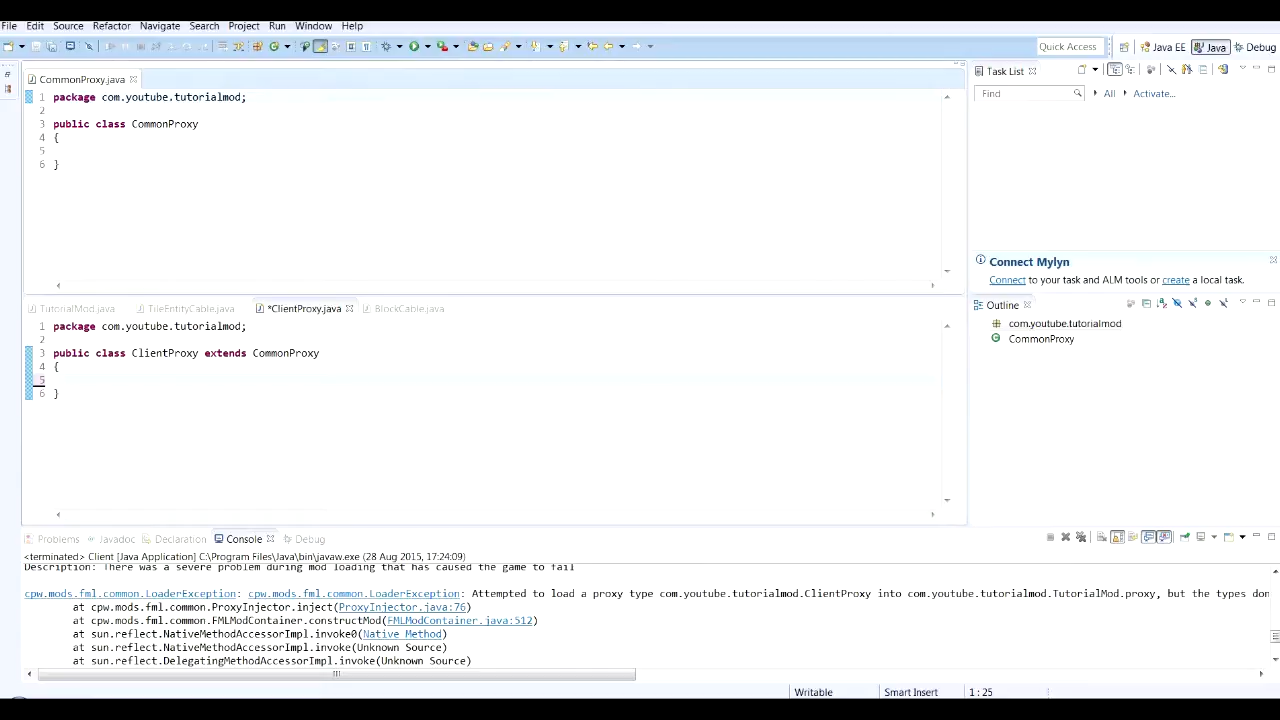 File Edit Source Refactor Navigate Search Project Run Window Help
Quick Access Java EE Java Debug
CommonProxy.java
1 package com.youtube.tutorialmod;
2
3 public class CommonProxy
4 {
5
6 }
Task List
Find All Activate...
Connect Mylyn
Connect to your task and ALM tools or create a local task.
Outline
com.youtube.tutorialmod
CommonProxy
TutorialMod.java TileEntityCable.java *ClientProxy.java BlockCable.java
1 package com.youtube.tutorialmod;
2
3 public class ClientProxy extends CommonProxy
4 {
5
6 }
Problems Javadoc Declaration Console Debug
<terminated> Client [Java Application] C:\Program Files\Java\bin\javaw.exe (28 Aug 2015, 17:24:09)
Description: There was a severe problem during mod loading that has caused the game to fail
cpw.mods.fml.common.LoaderException: cpw.mods.fml.common.LoaderException: Attempted to load a proxy type com.youtube.tutorialmod.ClientProxy into com.youtube.tutorialmod.TutorialMod.proxy, but the types don
at cpw.mods.fml.common.ProxyInjector.inject(ProxyInjector.java:76)
at cpw.mods.fml.common.FMLModContainer.constructMod(FMLModContainer.java:512)
at sun.reflect.NativeMethodAccessorImpl.invoke0(Native Method)
at sun.reflect.NativeMethodAccessorImpl.invoke(Unknown Source)
at sun.reflect.DelegatingMethodAccessorImpl.invoke(Unknown Source)
Writable Smart Insert 1 : 25